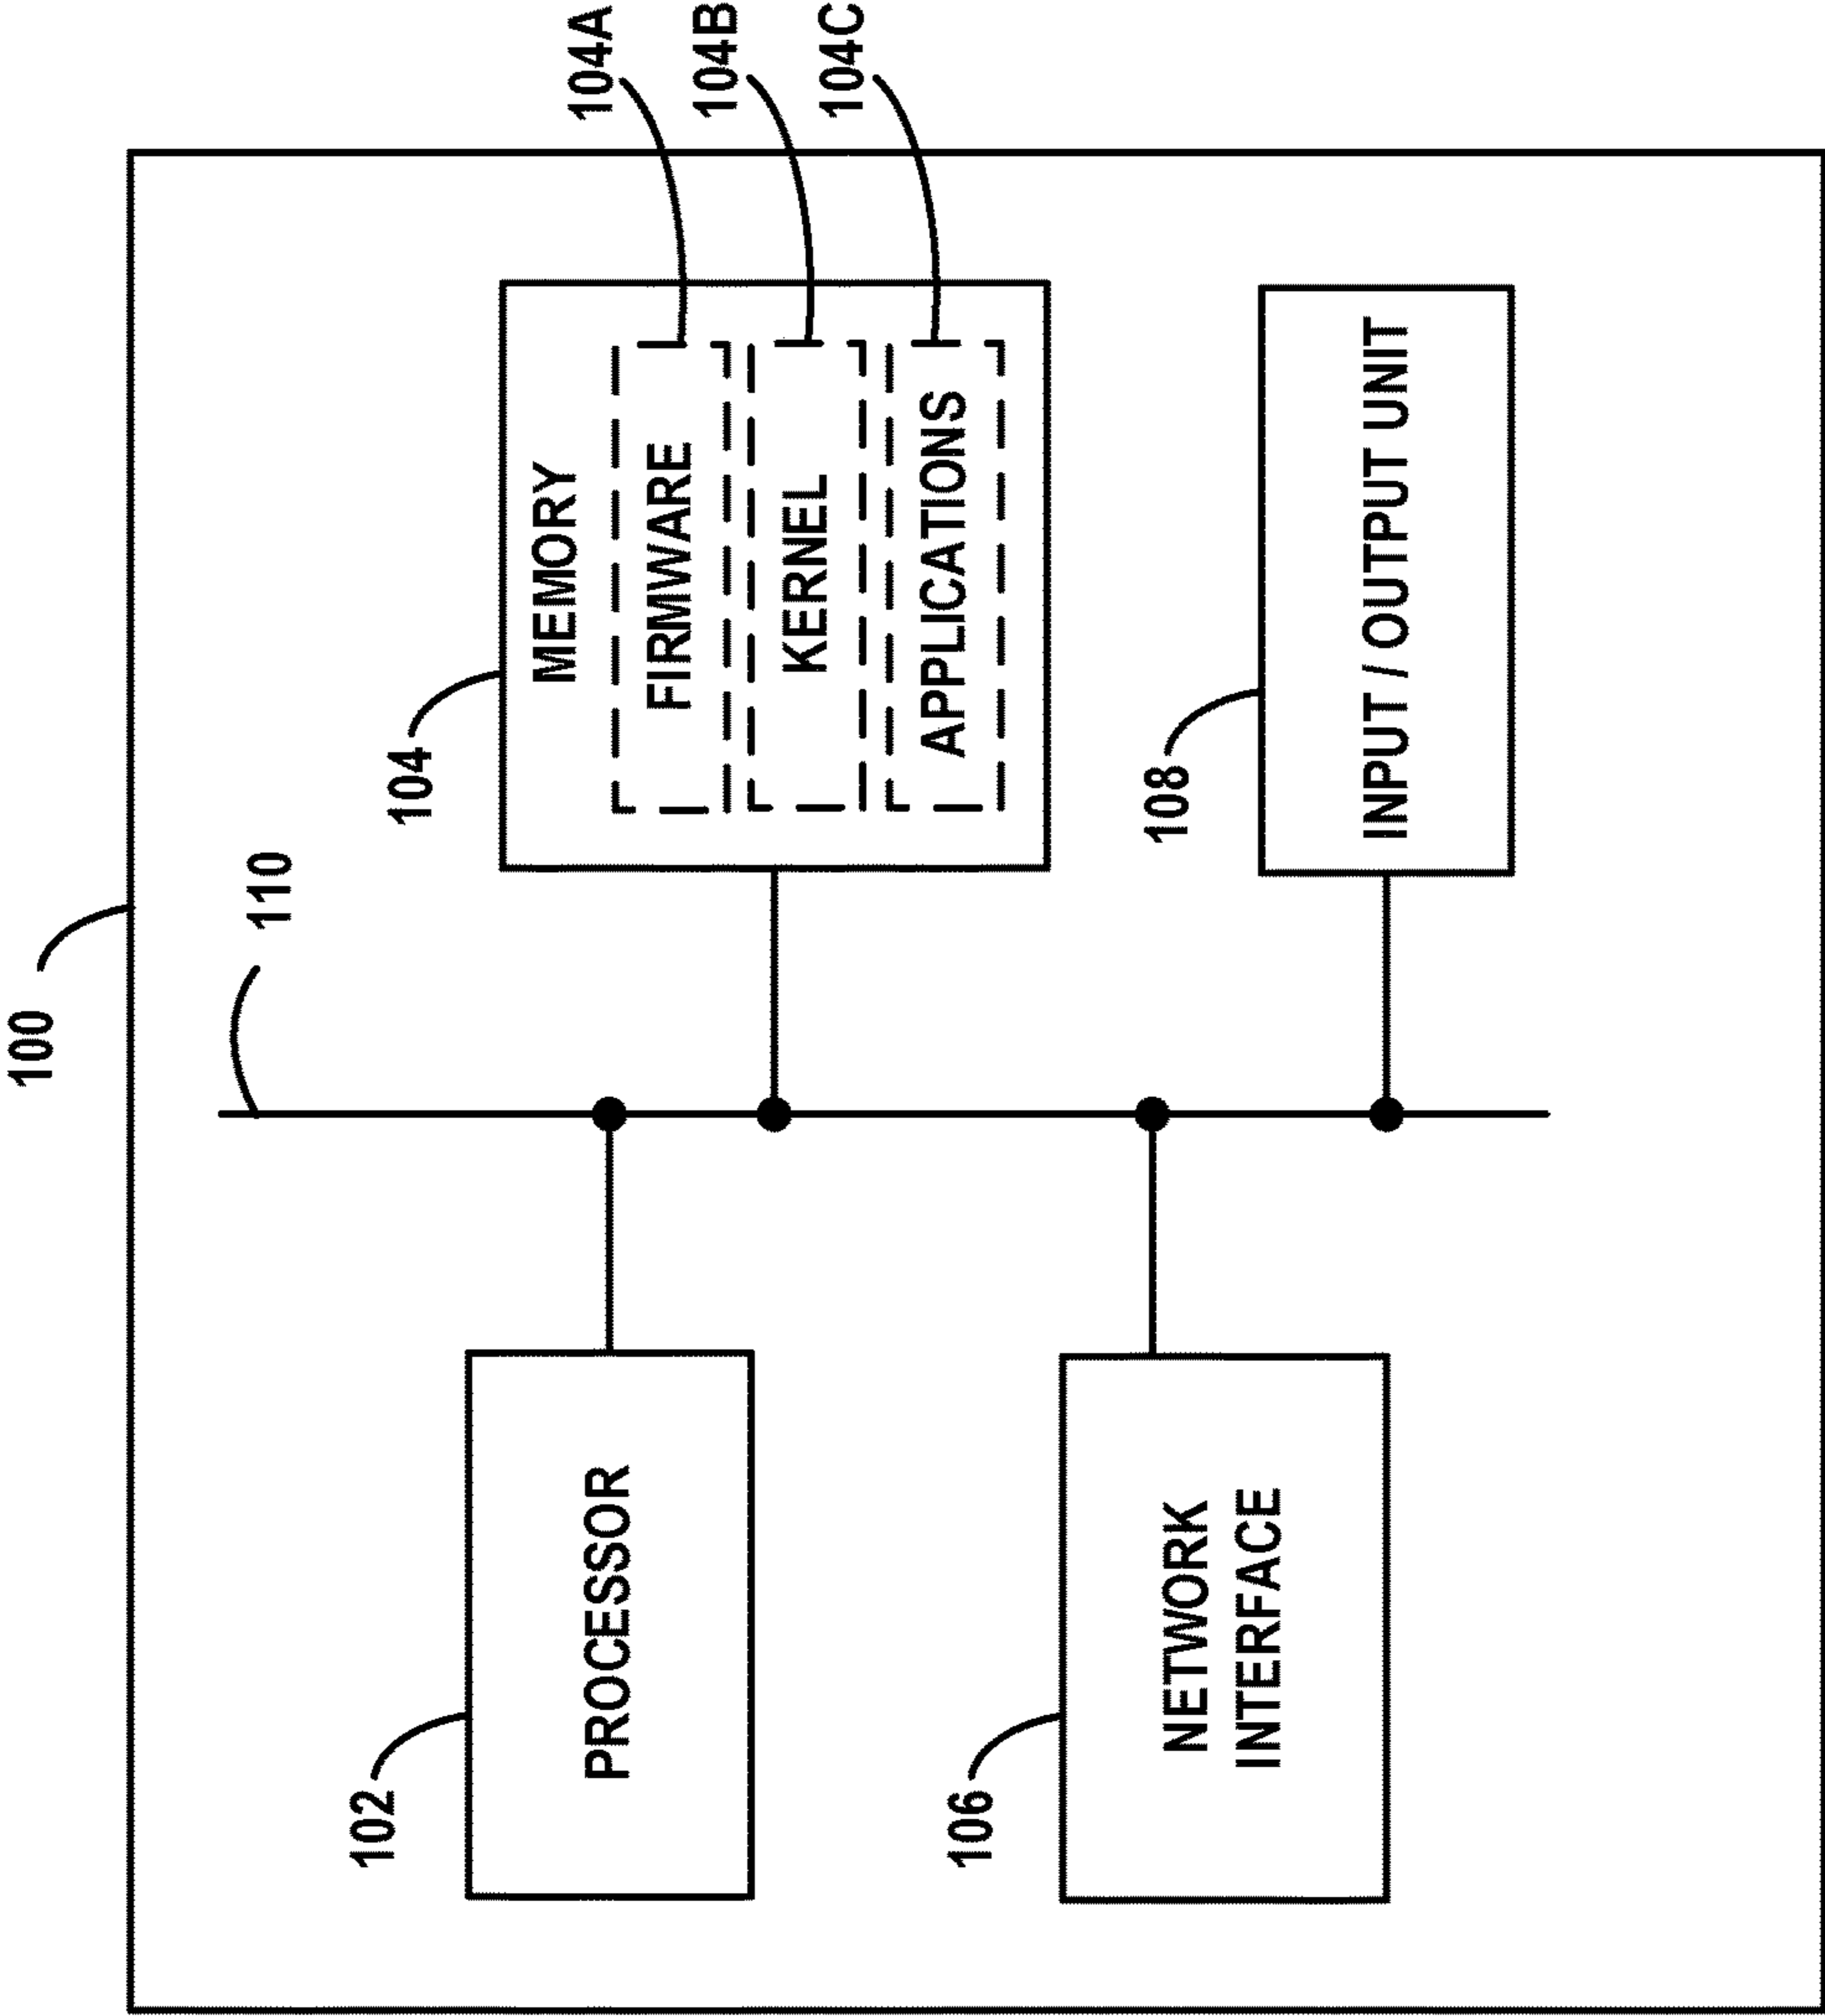 100
110
104
MEMORY
FIRMWARE
KERNEL
APPLICATIONS
104A
104B
104C
102
PROCESSOR
106
NETWORK
INTERFACE
108
INPUT / OUTPUT UNIT